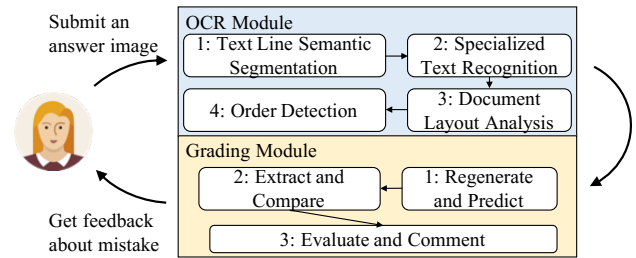 Submit an
answer image
OCR Module
1: Text Line Semantic
Segmentation
2: Specialized
Text Recognition
3: Document
Layout Analysis
4: Order Detection
Grading Module
1: Regenerate
and Predict
2: Extract and
Compare
3: Evaluate and Comment
Get feedback
about mistake